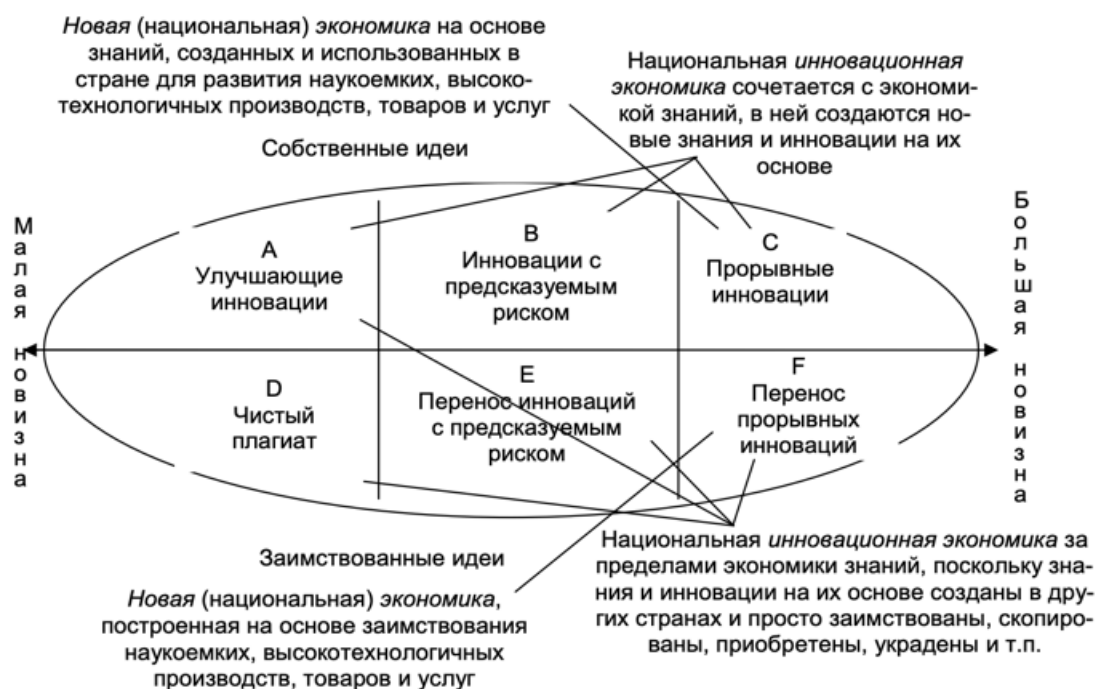 Новая (национальная) экономика на основе
знаний, созданных и использованных в
стране для развития наукоемких, высоко-
технологичных производств, товаров и услуг
Национальная инновационная
экономика сочетается с экономи-
кой знаний, в ней создаются но-
вые знания и инновации на их
основе
Собственные идеи
Малая новизна
A
Улучшающие
инновации
B
Инновации с
предсказуемым
риском
C
Прорывные
инновации
Большая новизна
D
Чистый
плагиат
E
Перенос инноваций
с предсказуемым
риском
F
Перенос
прорывных
инноваций
Заимствованные идеи
Новая (национальная) экономика,
построенная на основе заимствования
наукоемких, высокотехнологичных
производств, товаров и услуг
Национальная инновационная экономика за
пределами экономики знаний, поскольку зна-
ния и инновации на их основе созданы в дру-
гих странах и просто заимствованы, скопиро-
ваны, приобретены, украдены и т.п.